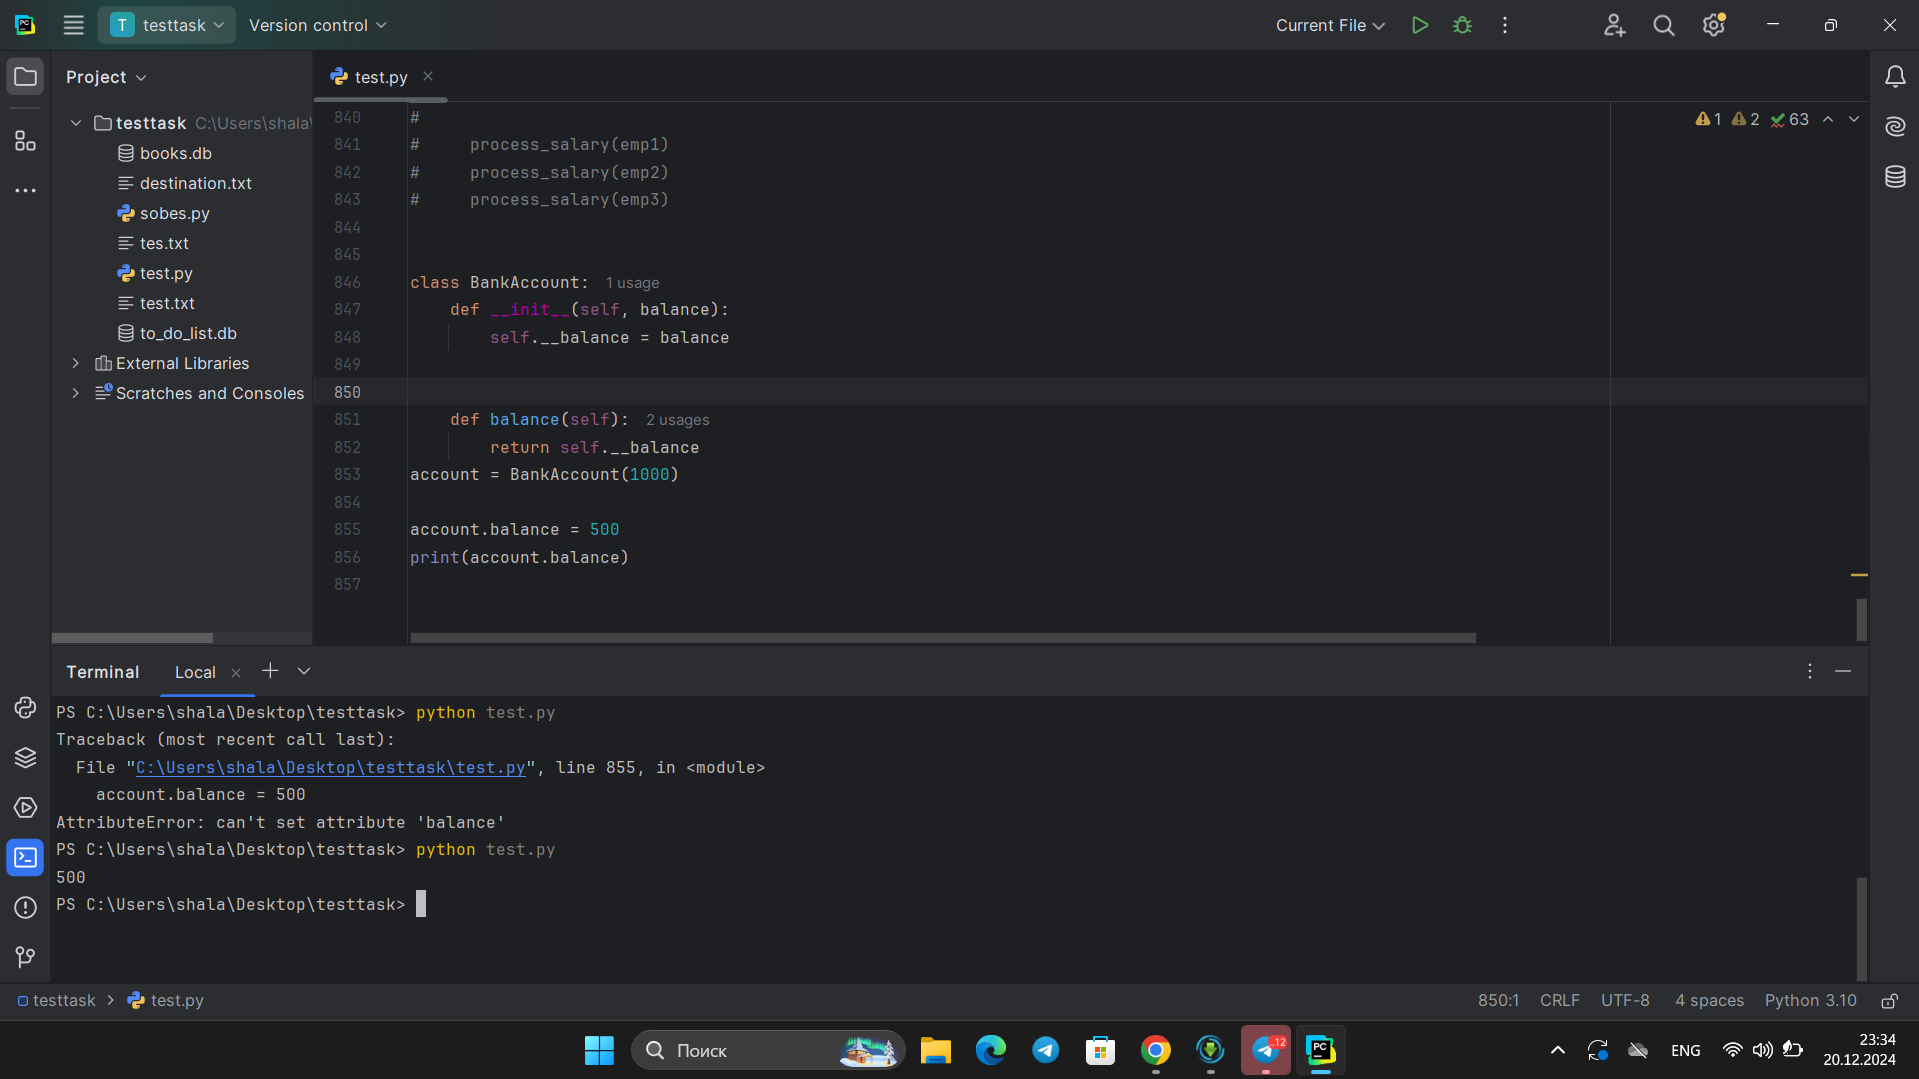 T testtask Version control Current File
Project
test.py
testtask C:\Users\shala\
books.db
destination.txt
sobes.py
tes.txt
test.py
test.txt
to_do_list.db
External Libraries
Scratches and Consoles
1 2 63
840 #
841 #     process_salary(emp1)
842 #     process_salary(emp2)
843 #     process_salary(emp3)
844
845
846 class BankAccount: 1 usage
847     def __init__(self, balance):
848         self.__balance = balance
849
850
851     def balance(self): 2 usages
852         return self.__balance
853 account = BankAccount(1000)
854
855 account.balance = 500
856 print(account.balance)
857
Terminal Local
PS C:\Users\shala\Desktop\testtask> python test.py
Traceback (most recent call last):
  File "C:\Users\shala\Desktop\testtask\test.py", line 855, in <module>
    account.balance = 500
AttributeError: can't set attribute 'balance'
PS C:\Users\shala\Desktop\testtask> python test.py
500
PS C:\Users\shala\Desktop\testtask>
testtask > test.py 850:1 CRLF UTF-8 4 spaces Python 3.10
Поиск
..12
PC
ENG
23:34
20.12.2024